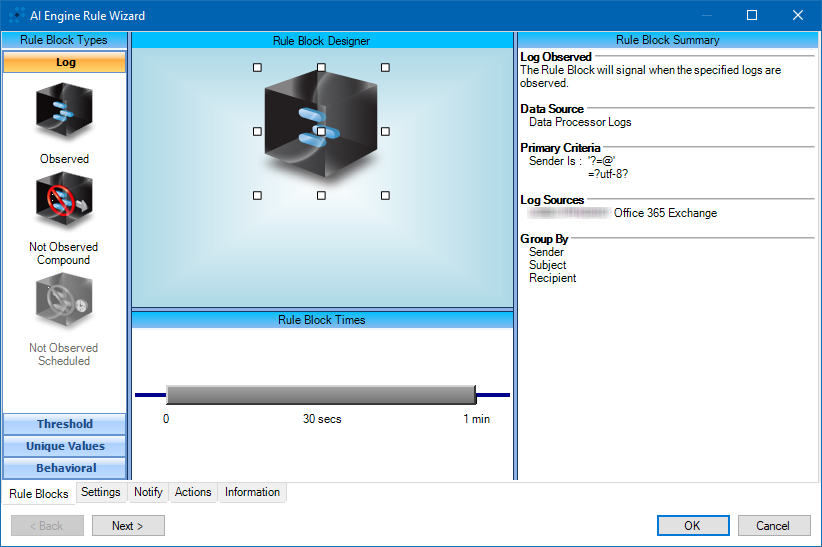 AI Engine Rule Wizard
Rule Block Types
Log
Observed
Not Observed
Compound
Not Observed
Scheduled
Threshold
Unique Values
Behavioral
Rule Block Designer
Rule Block Times
0 30 secs 1 min
Rule Block Summary
Log Observed
The Rule Block will signal when the specified logs are
observed.
Data Source
Data Processor Logs
Primary Criteria
Sender Is : '?=@'
=?utf-8?
Log Sources
Office 365 Exchange
Group By
Sender
Subject
Recipient
Rule Blocks Settings Notify Actions Information
< Back Next > OK Cancel